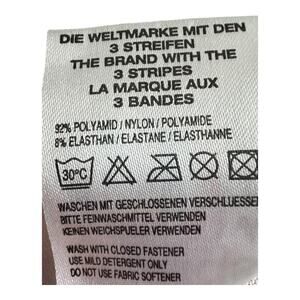 DIE WELTMARKE MIT DEN
3 STREIFEN
THE BRAND WITH THE
3 STRIPES
LA MARQUE AUX
3 BANDES
92% POLYAMID / NYLON / POLYAMIDE
8% ELASTHAN / ELASTANE / ELASTHANNE
30°C
WASCHEN MIT GESCHLOSSENEN VERSCHLUESSEN
BITTE FEINWASCHMITTEL VERWENDEN
KEINEN WEICHSPUELER VERWENDEN
WASH WITH CLOSED FASTENER
USE MILD DETERGENT ONLY
DO NOT USE FABRIC SOFTENER